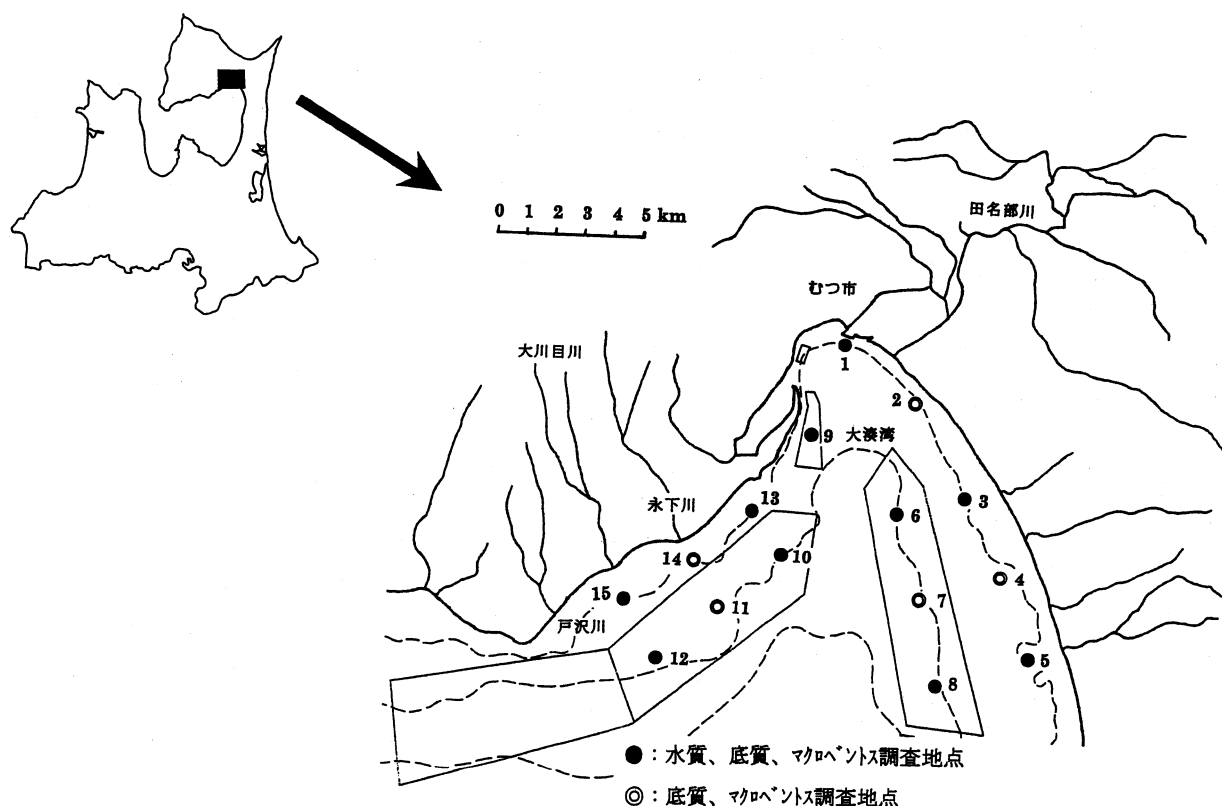 0 1 2 3 4 5 km
田名部川
むつ市
大川目川
1
2
大湊湾
9
永下川
13
3
6
14
10
4
15
11
7
戸沢川
12
5
8
●：水質、底質、マクロベントス調査地点
◎：底質、マクロベントス調査地点